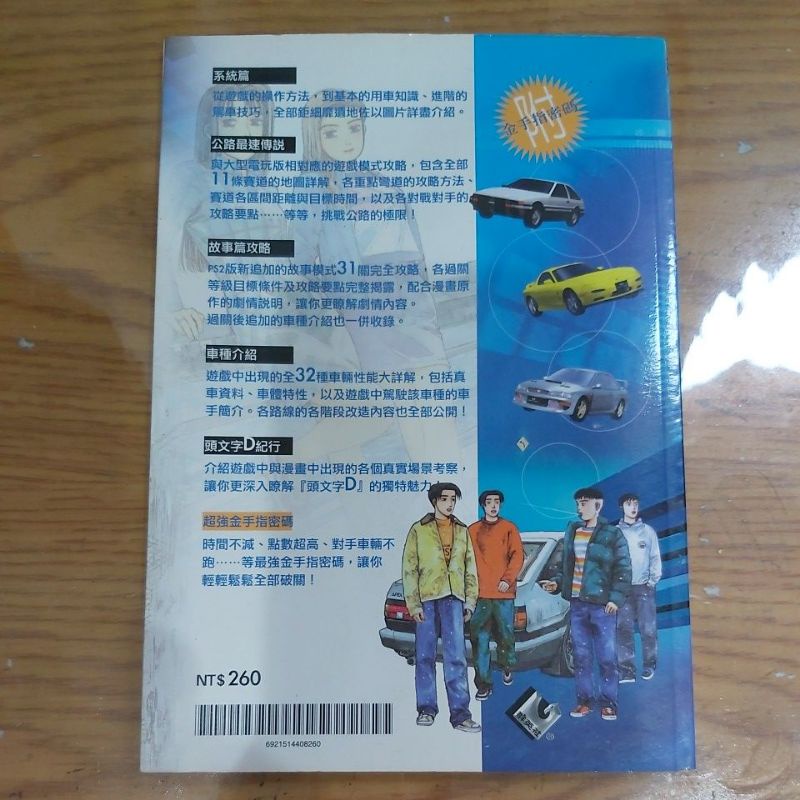 系統篇
從遊戲的操作方法，到基本的用車知識、進階的
駕車技巧，全部鉅細靡遺地佐以圖片詳盡介紹。
公路最速傳說
與大型電玩版相對應的遊戲模式攻略，包含全部
11條賽道的地圖詳解，各重點彎道的攻略方法、
賽道各區間距離與目標時間，以及各對戰對手的
攻略要點……等等，挑戰公路的極限！
故事篇攻略
PS2版新追加的故事模式31關完全攻略，各過關
等級目標條件及攻略要點完整揭露，配合漫畫原
作的劇情說明，讓你更瞭解劇情內容。
過關後追加的車種介紹也一併收錄。
車種介紹
遊戲中出現的全32種車輛性能大詳解，包括真
車資料、車體特性，以及遊戲中駕駛該車種的車
手簡介。各路線的各階段改造內容也全部公開！
頭文字D紀行
介紹遊戲中與漫畫中出現的各個真實場景考察，
讓你更深入瞭解『頭文字D』的獨特魅力！
超強金手指密碼
時間不減、點數超高、對手車輛不
跑……等最強金手指密碼，讓你
輕輕鬆鬆全部破關！
NT$260
6921514408260
附
金手指密碼